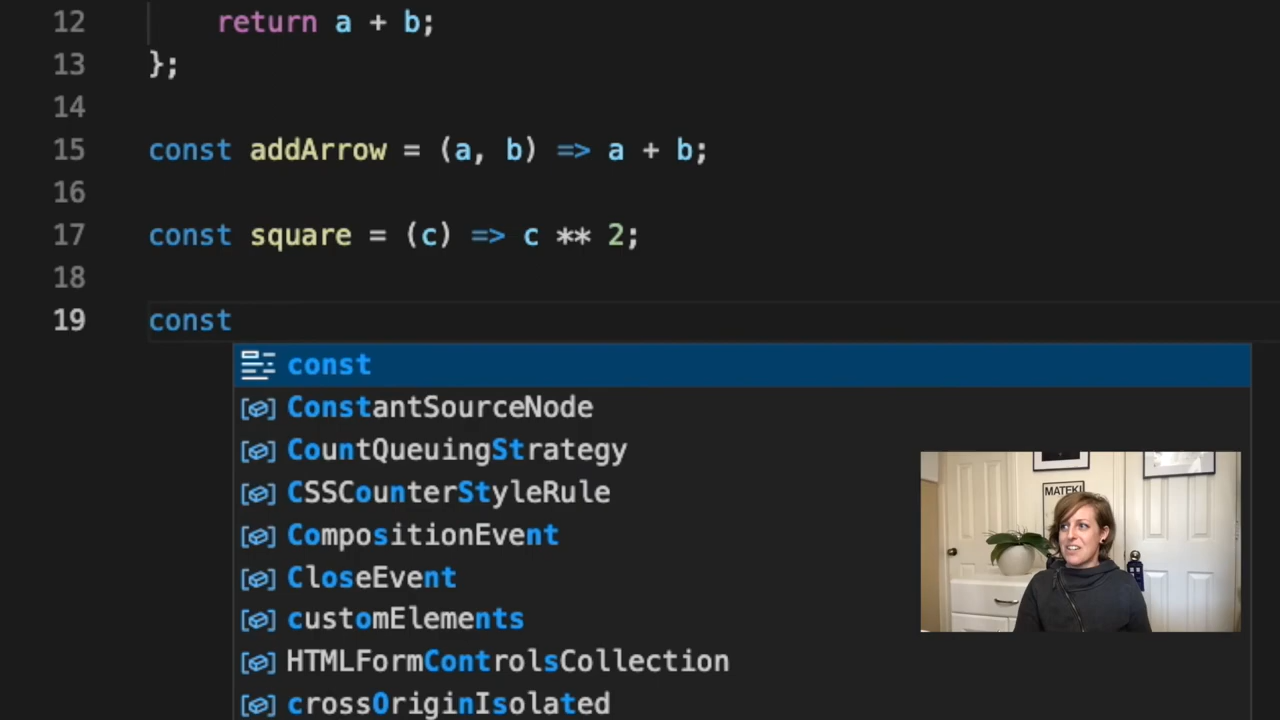 12 return a + b;
13 };
14
15 const addArrow = (a, b) => a + b;
16
17 const square = (c) => c ** 2;
18
19 const
const
ConstantSourceNode
CountQueuingStrategy
CSSCounterStyleRule
CompositionEvent
CloseEvent
customElements
HTMLFormControlsCollection
crossOriginIsolated
MATEKI